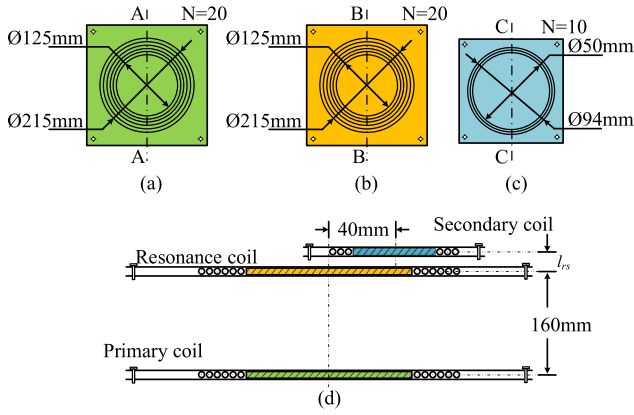 A N=20
Ø125mm
Ø215mm
A
(a)
B N=20
Ø125mm
Ø215mm
B
(b)
C N=10
Ø50mm
Ø94mm
C
(c)
40mm
Secondary coil
Resonance coil
lrs
160mm
Primary coil
(d)